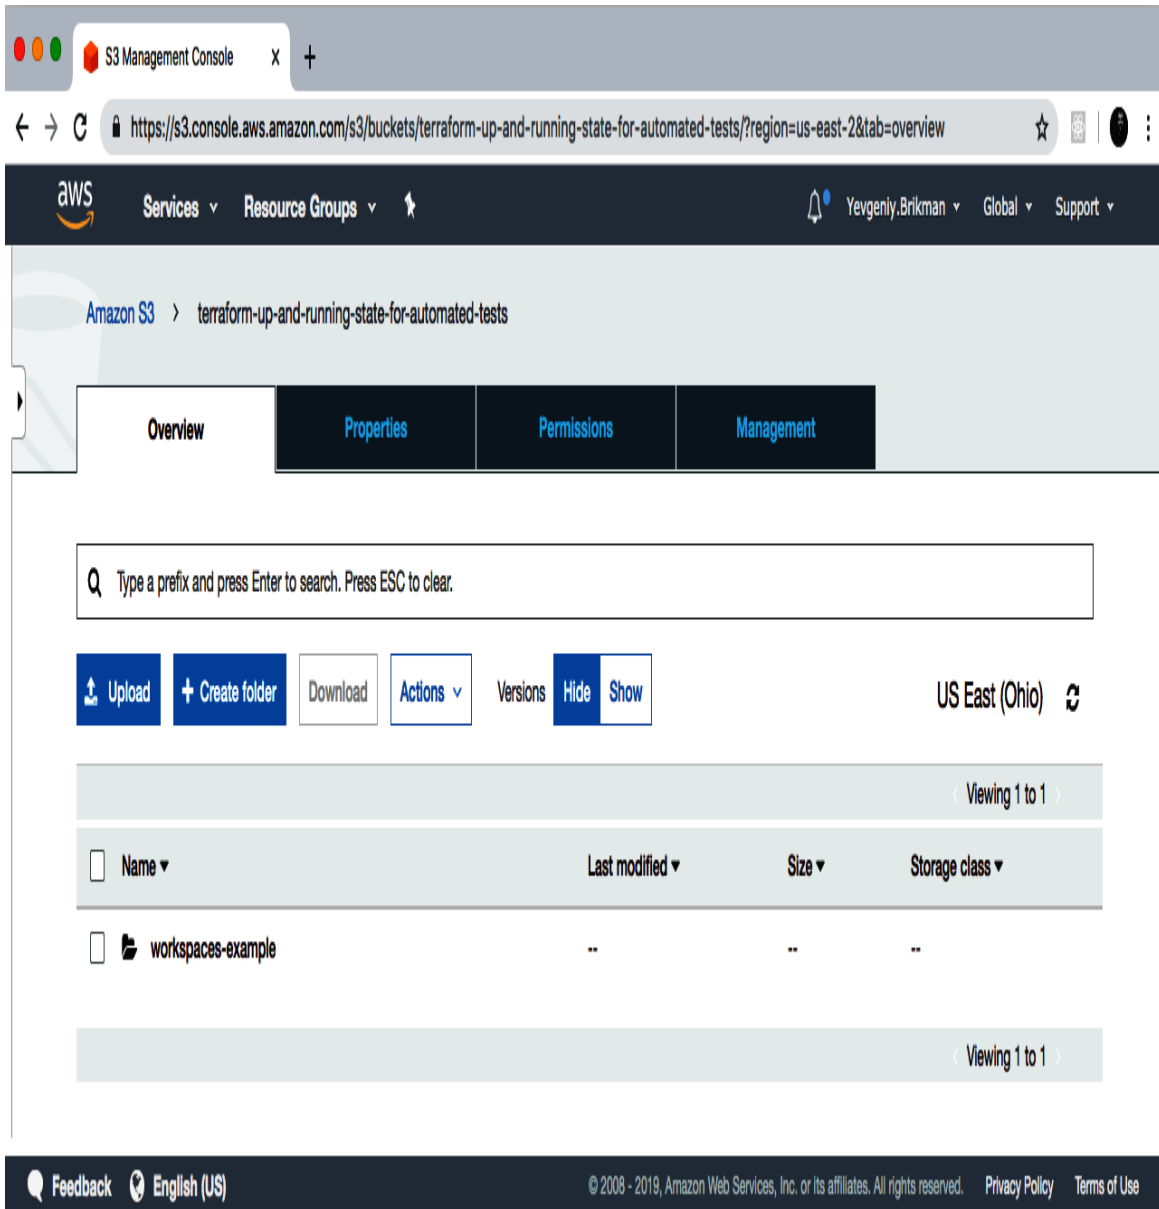 S3 Management Console x +
https://s3.console.aws.amazon.com/s3/buckets/terraform-up-and-running-state-for-automated-tests/?region=us-east-2&tab=overview
aws Services Resource Groups Yevgeniy.Brikman Global Support
Amazon S3 > terraform-up-and-running-state-for-automated-tests
Overview Properties Permissions Management
Type a prefix and press Enter to search. Press ESC to clear.
Upload + Create folder Download Actions Versions Hide Show US East (Ohio)
Viewing 1 to 1
Name Last modified Size Storage class
workspaces-example -- -- --
Viewing 1 to 1
Feedback English (US) © 2008 - 2019, Amazon Web Services, Inc. or its affiliates. All rights reserved. Privacy Policy Terms of Use